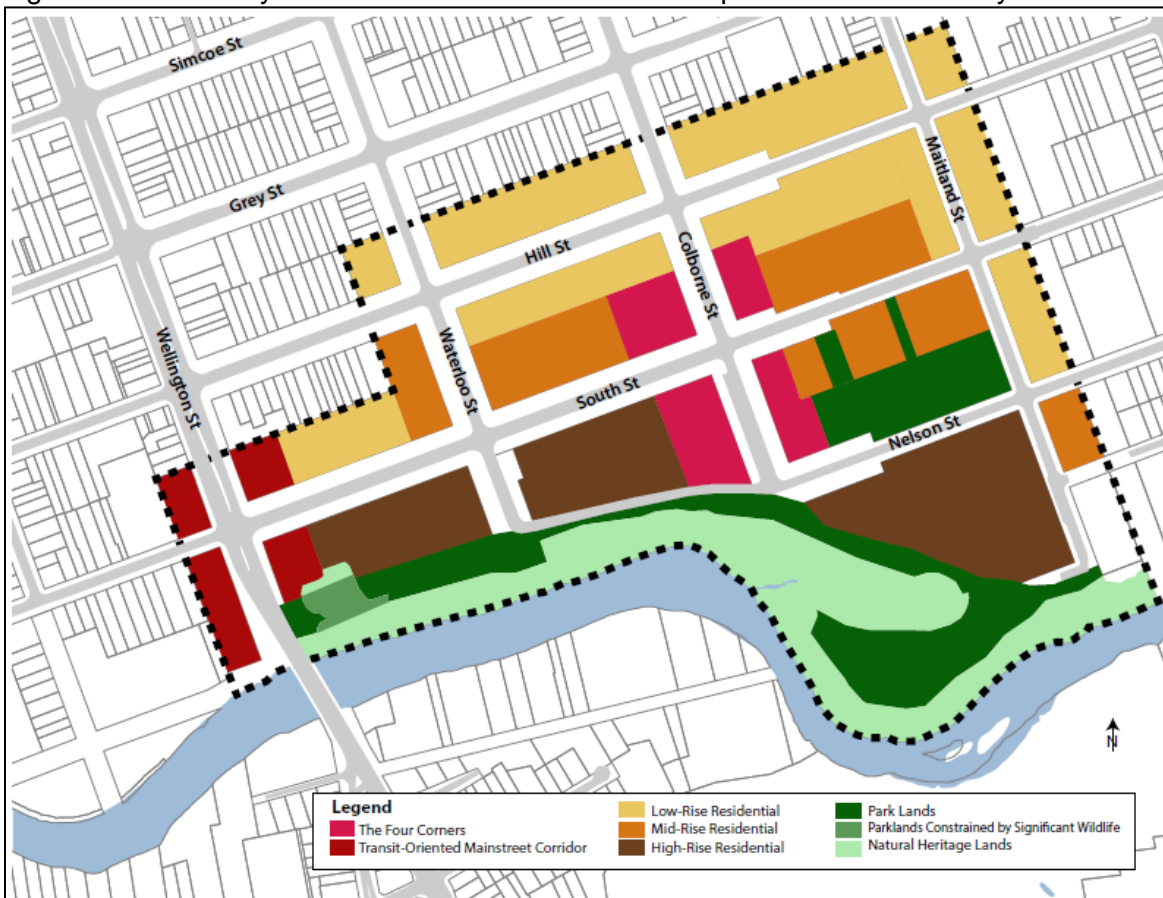 Simcoe St
Grey St
Hill St
Maitland St
Colborne St
Wellington St
Waterloo St
South St
Nelson St
N
Legend
The Four Corners
Transit-Oriented Mainstreet Corridor
Low-Rise Residential
Mid-Rise Residential
High-Rise Residential
Park Lands
Parklands Constrained by Significant Wildlife
Natural Heritage Lands